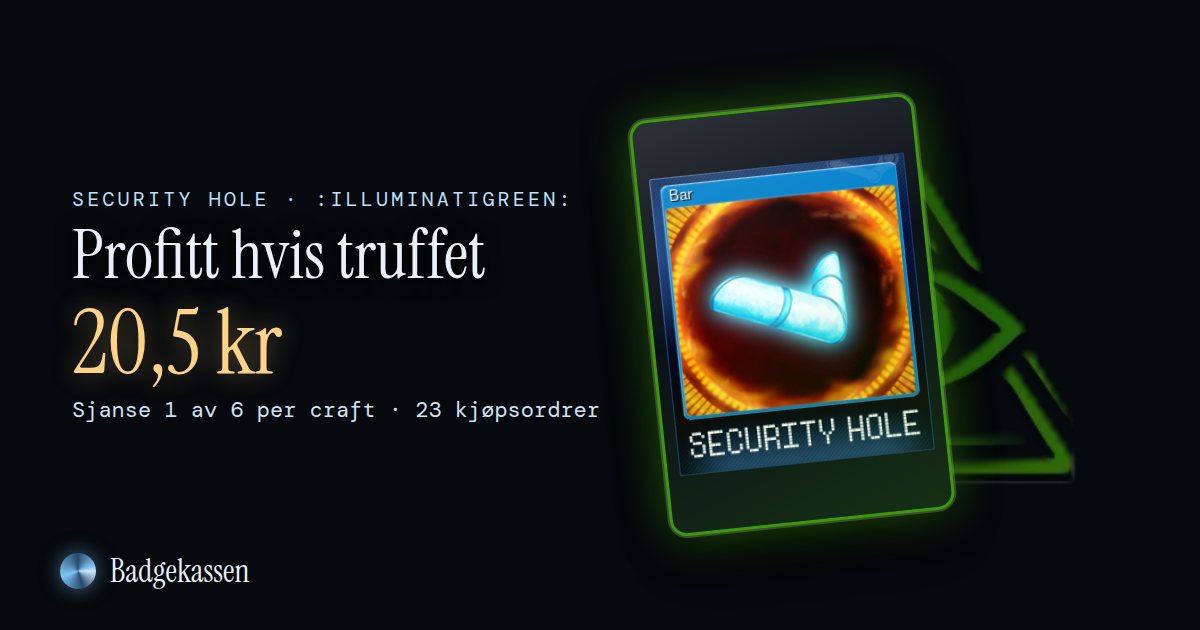 SECURITY HOLE · :ILLUMINATIGREEN:
Profitt hvis truffet
20,5 kr
Sjanse 1 av 6 per craft · 23 kjøpsordrer
Badgekassen
Bar
SECURITY HOLE